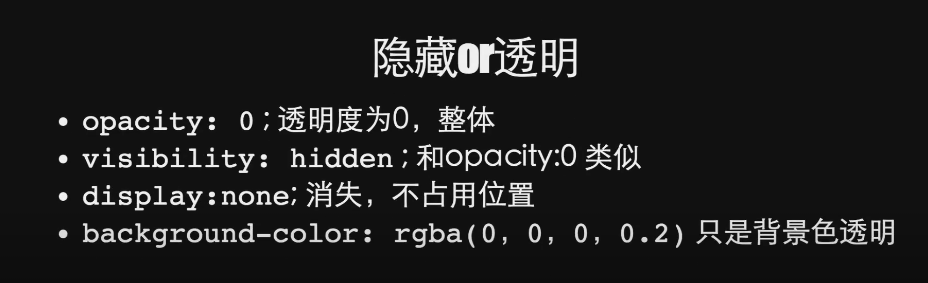 隐藏or透明
• opacity: 0 ; 透明度为0，整体
• visibility: hidden ; 和opacity:0 类似
• display:none; 消失，不占用位置
• background-color: rgba(0, 0, 0, 0.2) 只是背景色透明